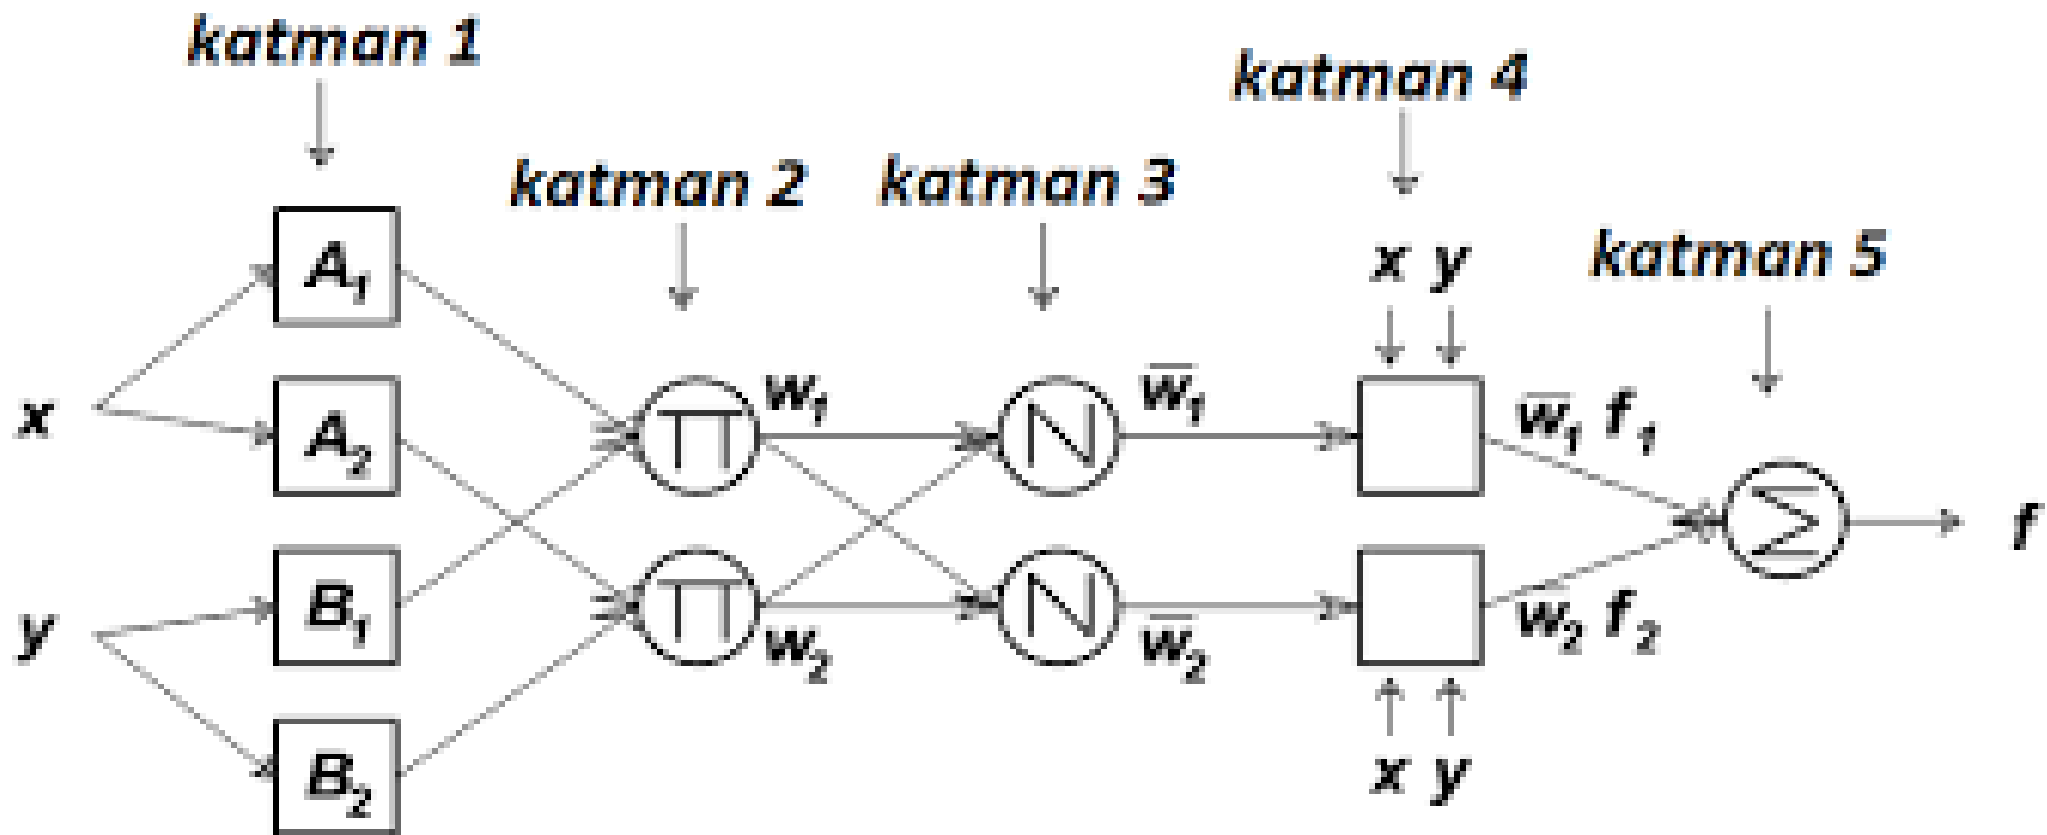 katman 1
katman 4
katman 2
katman 3
x y
katman 5
A₁
x
A₂
w₁
w̅₁
w̅₁ f₁
Π
N
Σ
f
B₁
y
Π
N
w₂
w̅₂
w̅₂ f₂
B₂
x y